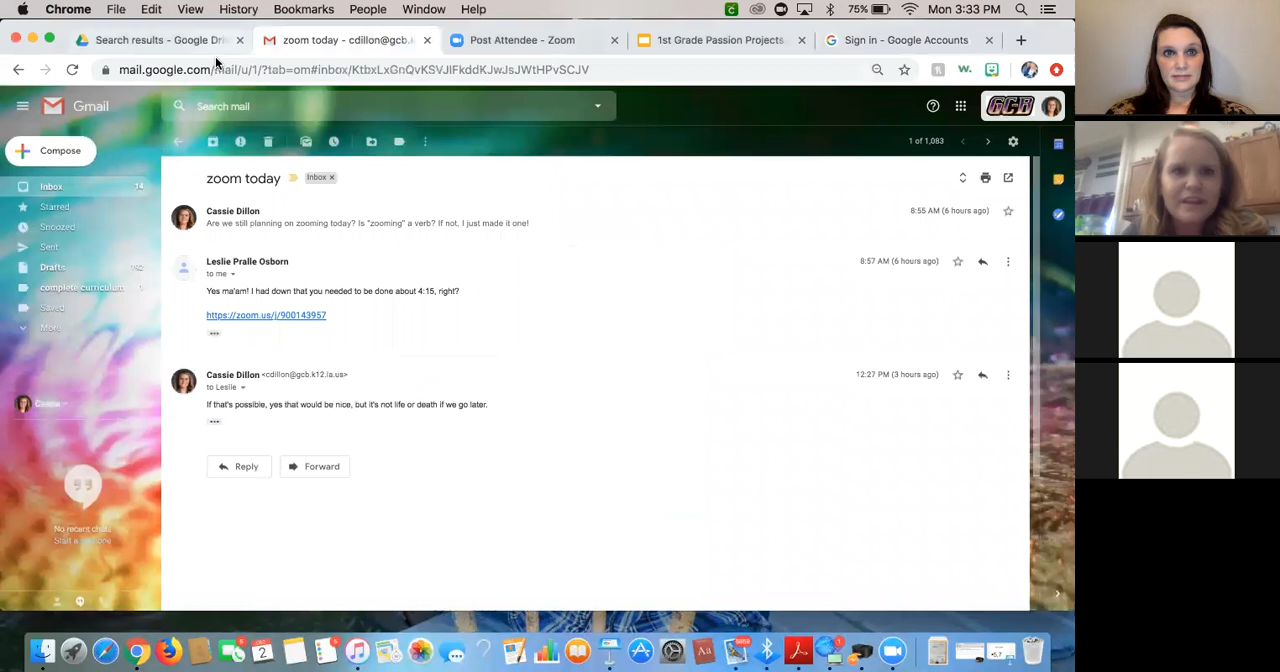 Chrome File Edit View History Bookmarks People Window Help 75% Mon 3:33 PM
Search results - Google Dri zoom today - cdillon@gcb.k Post Attendee - Zoom 1st Grade Passion Projects Sign in - Google Accounts
mail.google.com/mail/u/1/?tab=om#inbox/KtbxLxGnQvKSVJlFkddKJwJsJWtHPvSCJV
Gmail Search mail GCB
Compose 1 of 1,083
Inbox 14
Starred
Snoozed
Sent
Drafts 192
complete curriculum 1
Saved
More
Cassie
No recent chats
Start a new one
zoom today Inbox x
Cassie Dillon 8:55 AM (6 hours ago)
Are we still planning on zooming today? Is "zooming" a verb? If not, I just made it one!
Leslie Pralle Osborn 8:57 AM (6 hours ago)
to me
Yes ma'am! I had down that you needed to be done about 4:15, right?
https://zoom.us/j/900143957
Cassie Dillon <cdillon@gcb.k12.ia.us> 12:27 PM (3 hours ago)
to Leslie
If that's possible, yes that would be nice, but it's not life or death if we go later.
Reply Forward